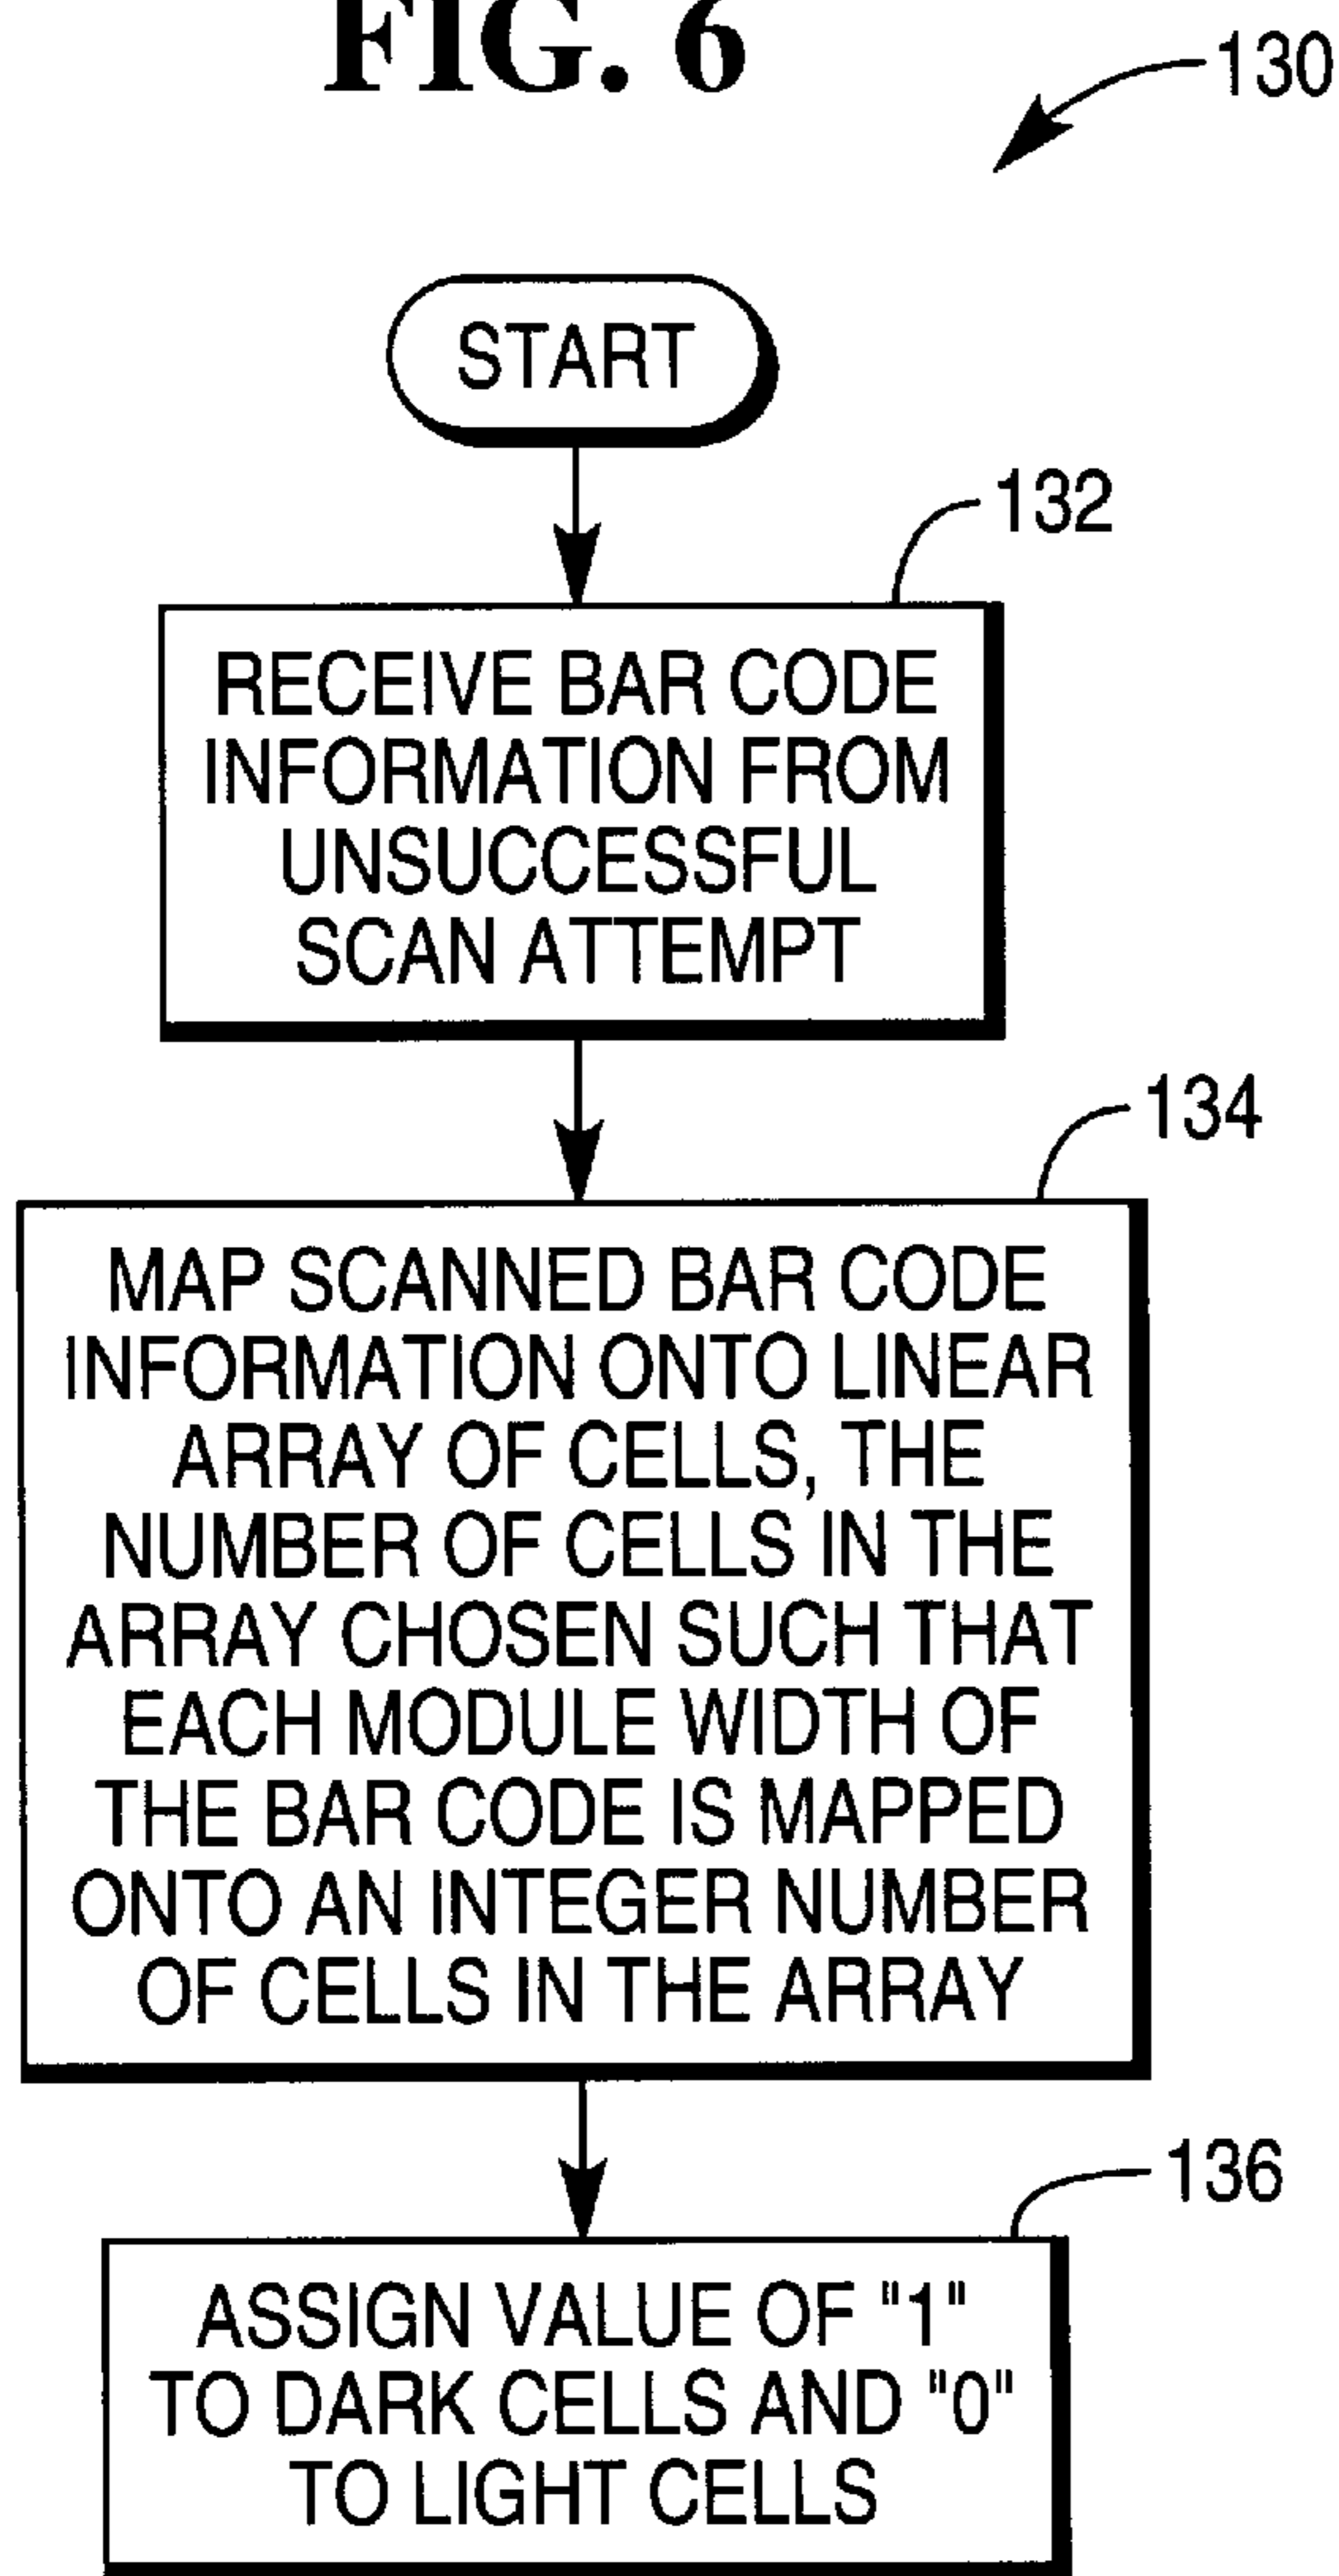 FIG. 6
130
START
132
RECEIVE BAR CODE
INFORMATION FROM
UNSUCCESSFUL
SCAN ATTEMPT
134
MAP SCANNED BAR CODE
INFORMATION ONTO LINEAR
ARRAY OF CELLS, THE
NUMBER OF CELLS IN THE
ARRAY CHOSEN SUCH THAT
EACH MODULE WIDTH OF
THE BAR CODE IS MAPPED
ONTO AN INTEGER NUMBER
OF CELLS IN THE ARRAY
136
ASSIGN VALUE OF "1"
TO DARK CELLS AND "0"
TO LIGHT CELLS